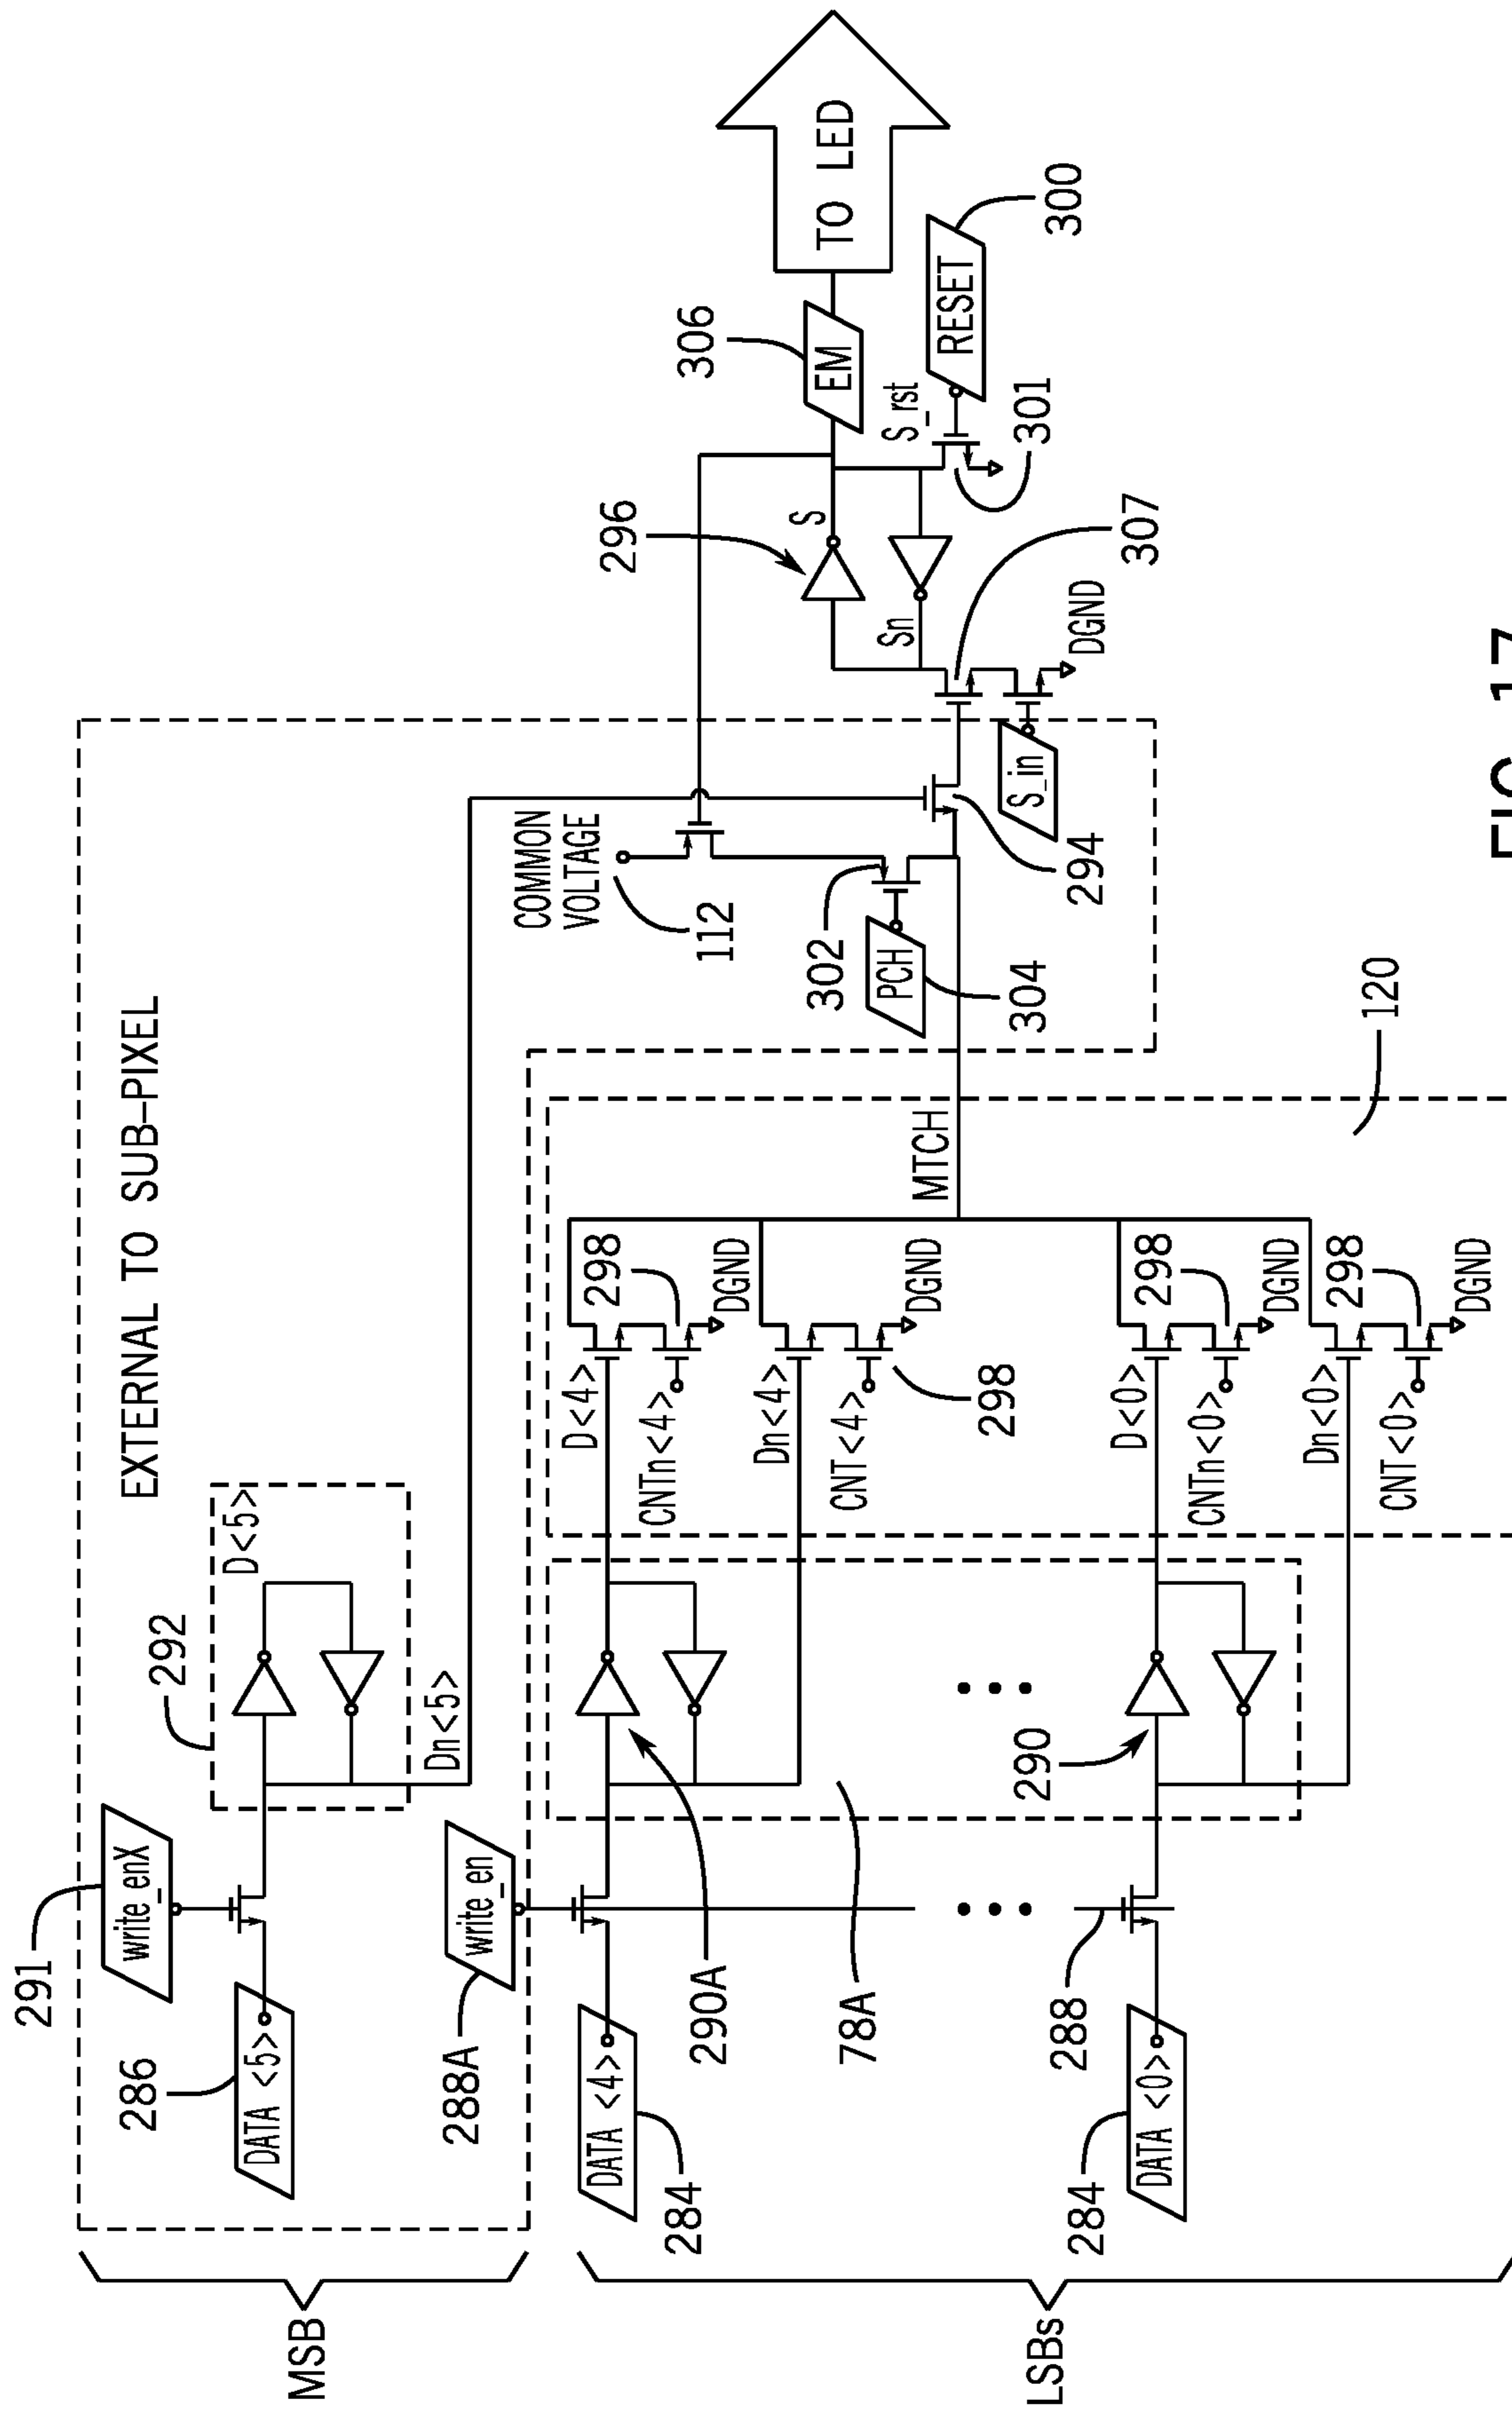 EXTERNAL TO SUB-PIXEL
MSB
291
write_enX
286
DATA <5>
292
D<5>
Dn<5>
288A
write_en
COMMON
VOLTAGE
112
302
PCH
304
294
S_in
296
S
Sn
307
DGND
306
EM
TO LED
S_rst
RESET
300
301
LSBs
284
DATA <4>
290A
78A
D<4>
298
CNTn<4>
DGND
Dn<4>
CNT<4>
DGND
298
MTCH
120
284
DATA <0>
288
290
D<0>
298
CNTn<0>
DGND
Dn<0>
298
CNT<0>
DGND
FIG. 17